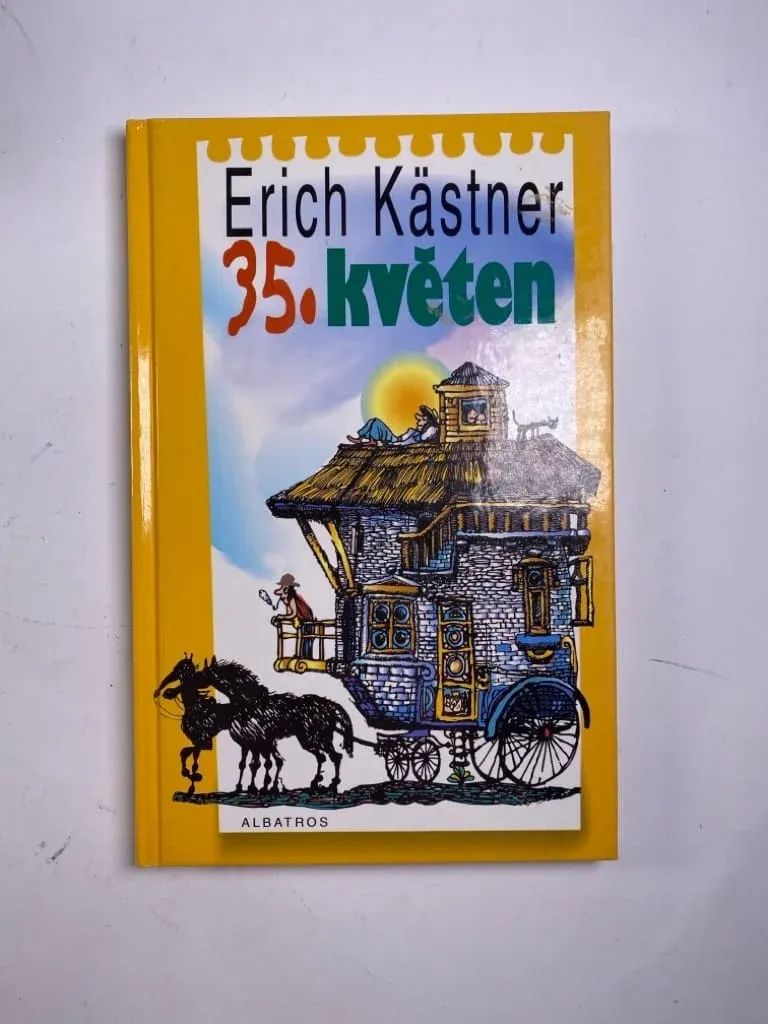 Erich Kästner
35. květen
ALBATROS